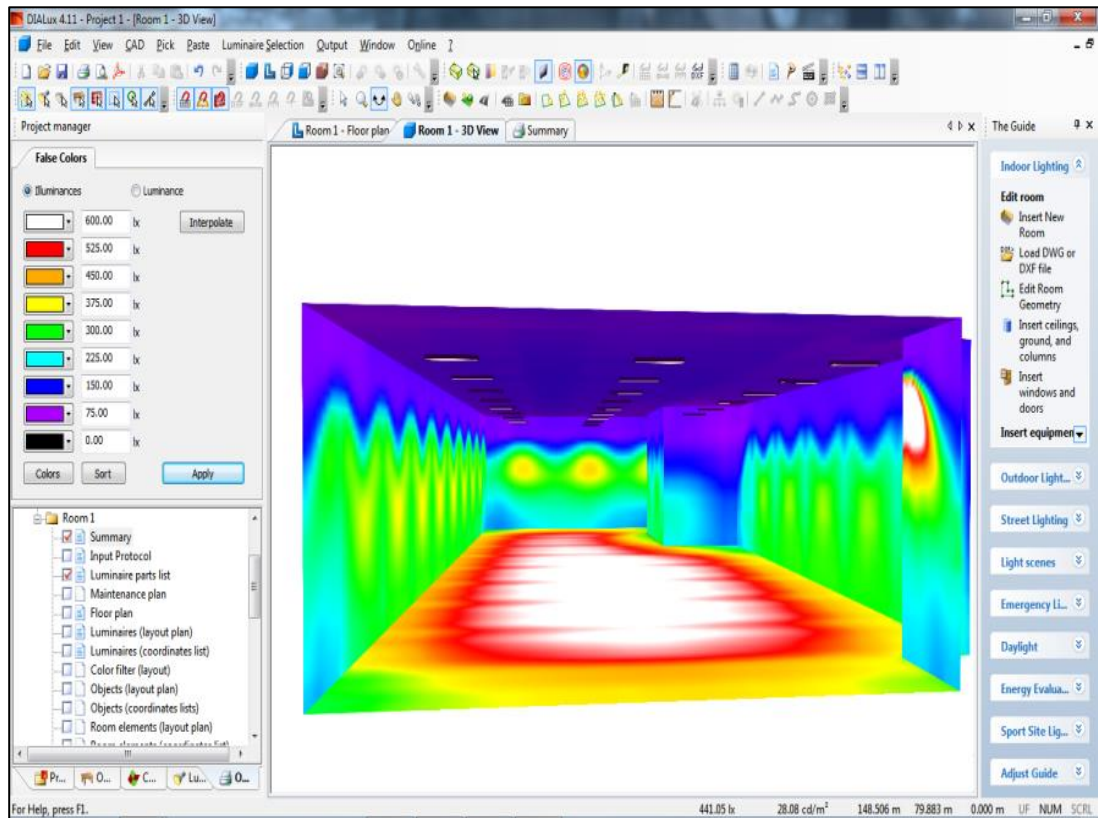 DIALux 4.11 - Project 1 - [Room 1 - 3D View]
File Edit View CAD Pick Paste Luminaire Selection Output Window Online ?
Project manager
Room 1 - Floor plan Room 1 - 3D View Summary
The Guide
False Colors
Illuminances Luminance
600.00 lx Interpolate
525.00 lx
450.00 lx
375.00 lx
300.00 lx
225.00 lx
150.00 lx
75.00 lx
0.00 lx
Colors Sort Apply
Room 1
Summary
Input Protocol
Luminaire parts list
Maintenance plan
Floor plan
Luminaires (layout plan)
Luminaires (coordinates list)
Color filter (layout)
Objects (layout plan)
Objects (coordinates lists)
Room elements (layout plan)
Room elements (coordinates list)
Pr... O... C... Lu... O...
Indoor Lighting
Edit room
Insert New
Room
Load DWG or
DXF file
Edit Room
Geometry
Insert ceilings,
ground, and
columns
Insert
windows and
doors
Insert equipmen
Outdoor Light...
Street Lighting
Light scenes
Emergency Li...
Daylight
Energy Evalua...
Sport Site Lig...
Adjust Guide
For Help, press F1.
441.05 lx 28.08 cd/m² 148.506 m 79.883 m 0.000 m UF NUM SCRL